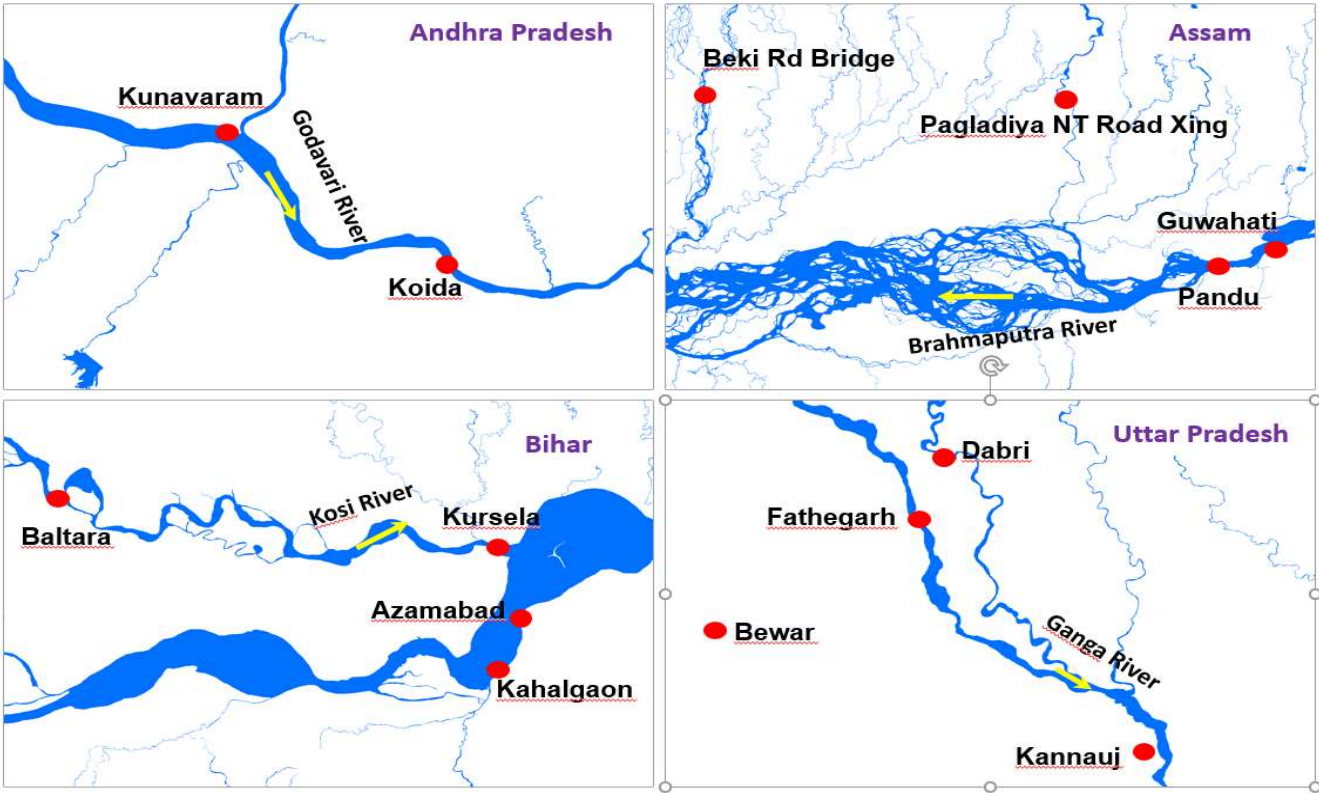 Andhra Pradesh
Kunavaram
Godavari River
Koida
Assam
Beki Rd Bridge
Pagladiya NT Road Xing
Guwahati
Pandu
Brahmaputra River
Bihar
Kosi River
Baltara
Kursela
Azamabad
Kahalgaon
Uttar Pradesh
Dabri
Fathegarh
Bewar
Ganga River
Kannauj